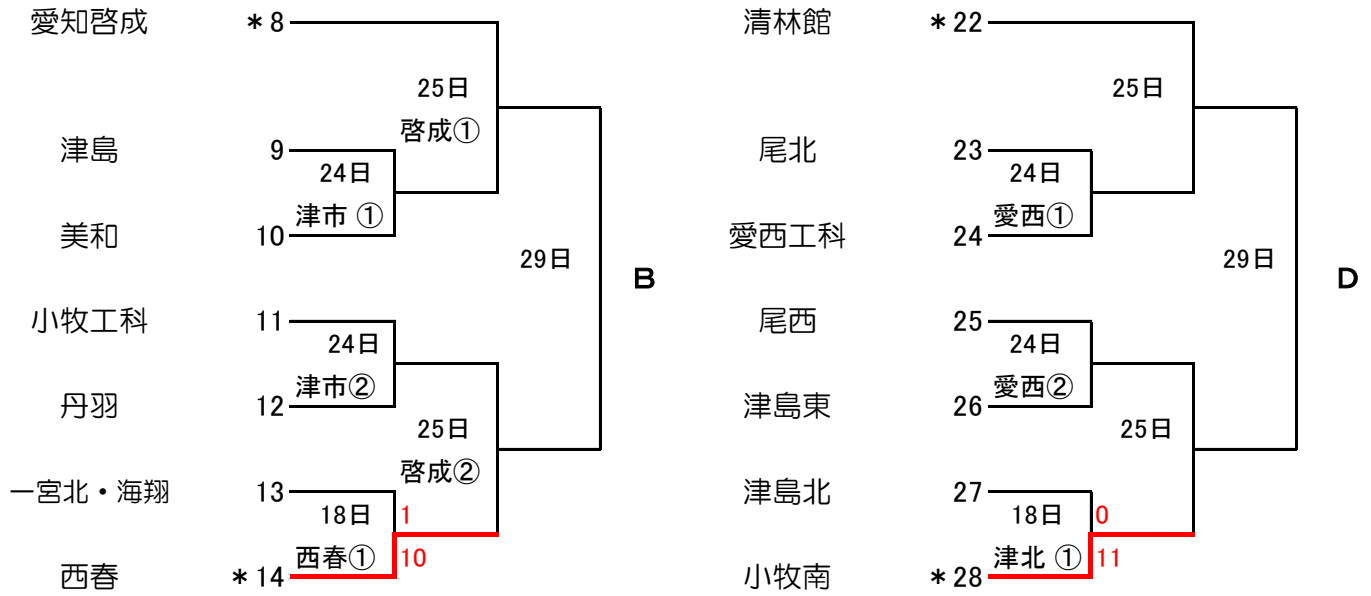 愛知啓成 *8
25日
啓成①
津島 9
24日
津市 ①
美和 10
29日
B
小牧工科 11
24日
津市②
丹羽 12
25日
啓成②
一宮北・海翔 13
18日 1
西春① 10
西春 *14
清林館 *22
25日
尾北 23
24日
愛西①
愛西工科 24
29日
D
尾西 25
24日
愛西②
津島東 26
25日
津島北 27
18日 0
津北 ① 11
小牧南 *28